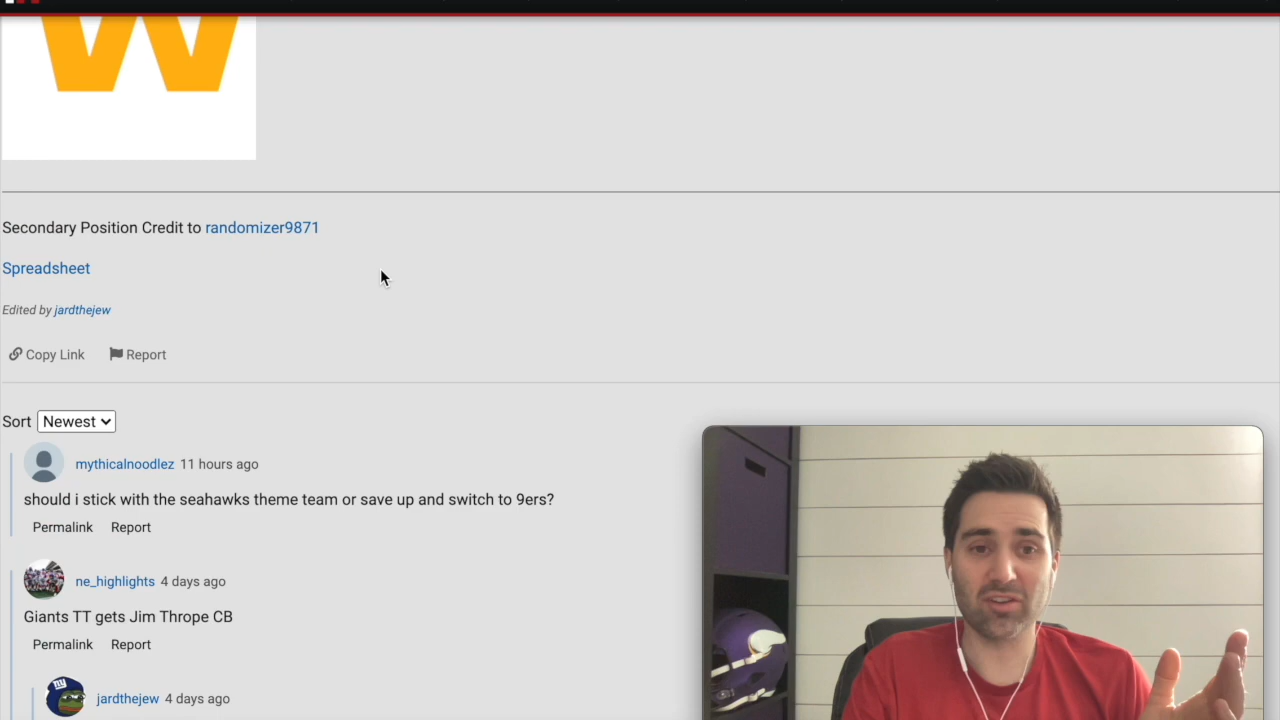 W
Secondary Position Credit to randomizer9871
Spreadsheet
Edited by jardthejew
Copy Link Report
Sort Newest
mythicalnoodlez 11 hours ago
should i stick with the seahawks theme team or save up and switch to 9ers?
Permalink Report
ne_highlights 4 days ago
Giants TT gets Jim Thrope CB
Permalink Report
jardthejew 4 days ago